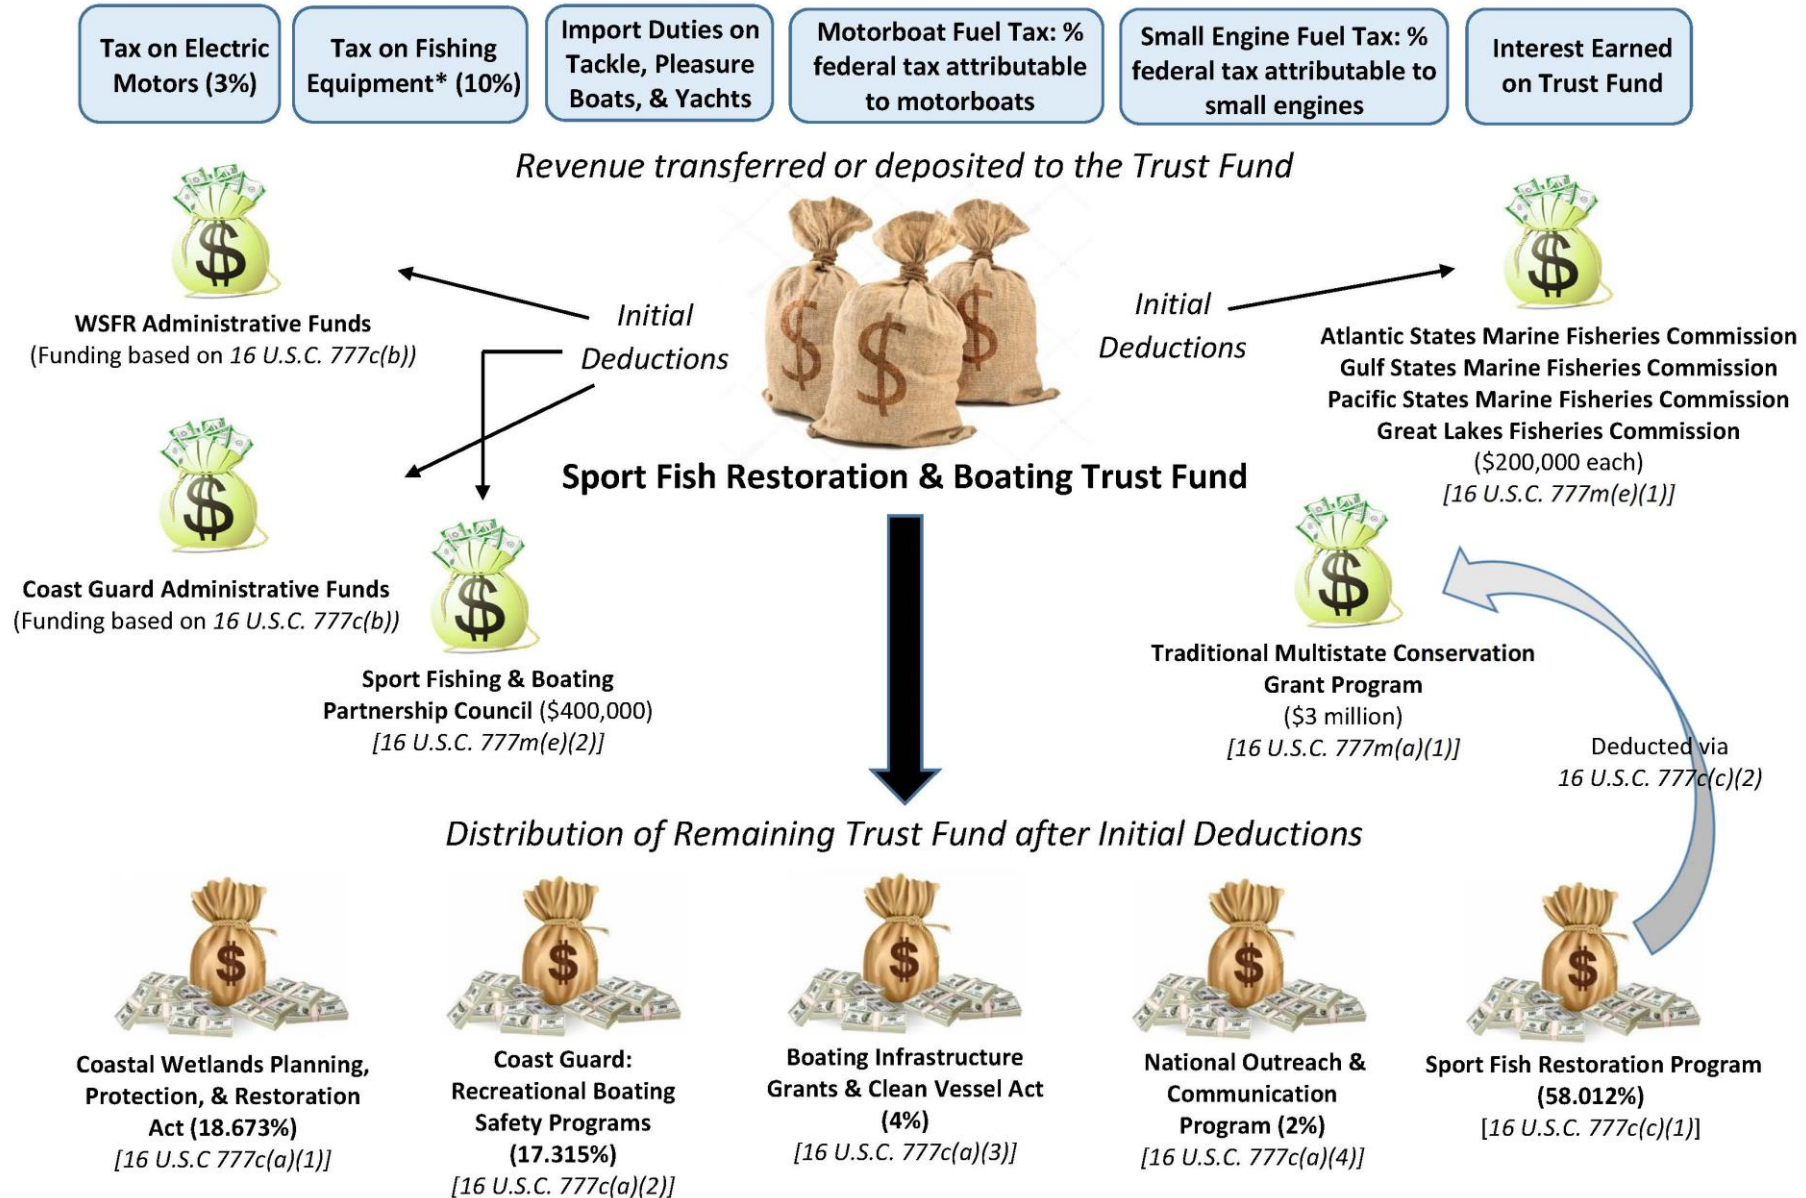 Tax on Electric
Motors (3%)
Tax on Fishing
Equipment* (10%)
Import Duties on
Tackle, Pleasure
Boats, & Yachts
Motorboat Fuel Tax: %
federal tax attributable
to motorboats
Small Engine Fuel Tax: %
federal tax attributable to
small engines
Interest Earned
on Trust Fund
Revenue transferred or deposited to the Trust Fund
$
WSFR Administrative Funds
(Funding based on 16 U.S.C. 777c(b))
Initial
Deductions
$
$
$
Initial
Deductions
$
Atlantic States Marine Fisheries Commission
Gulf States Marine Fisheries Commission
Pacific States Marine Fisheries Commission
Great Lakes Fisheries Commission
($200,000 each)
[16 U.S.C. 777m(e)(1)]
Sport Fish Restoration & Boating Trust Fund
$
Coast Guard Administrative Funds
(Funding based on 16 U.S.C. 777c(b))
$
Sport Fishing & Boating
Partnership Council ($400,000)
[16 U.S.C. 777m(e)(2)]
$
Traditional Multistate Conservation
Grant Program
($3 million)
[16 U.S.C. 777m(a)(1)]
Deducted via
16 U.S.C. 777c(c)(2)
Distribution of Remaining Trust Fund after Initial Deductions
$
Coastal Wetlands Planning,
Protection, & Restoration
Act (18.673%)
[16 U.S.C 777c(a)(1)]
$
Coast Guard:
Recreational Boating
Safety Programs
(17.315%)
[16 U.S.C. 777c(a)(2)]
$
Boating Infrastructure
Grants & Clean Vessel Act
(4%)
[16 U.S.C. 777c(a)(3)]
$
National Outreach &
Communication
Program (2%)
[16 U.S.C. 777c(a)(4)]
$
Sport Fish Restoration Program
(58.012%)
[16 U.S.C. 777c(c)(1)]